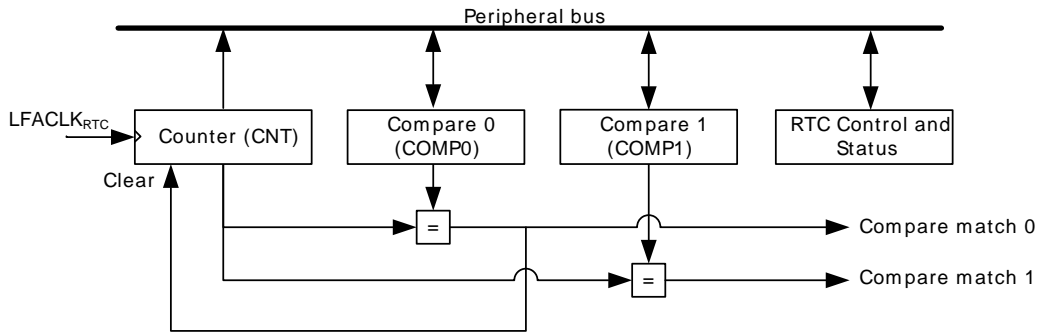 Peripheral bus
LFACLKRTC
Counter (CNT)
Compare 0
(COMP0)
Compare 1
(COMP1)
RTC Control and
Status
Clear
=
Compare match 0
=
Compare match 1